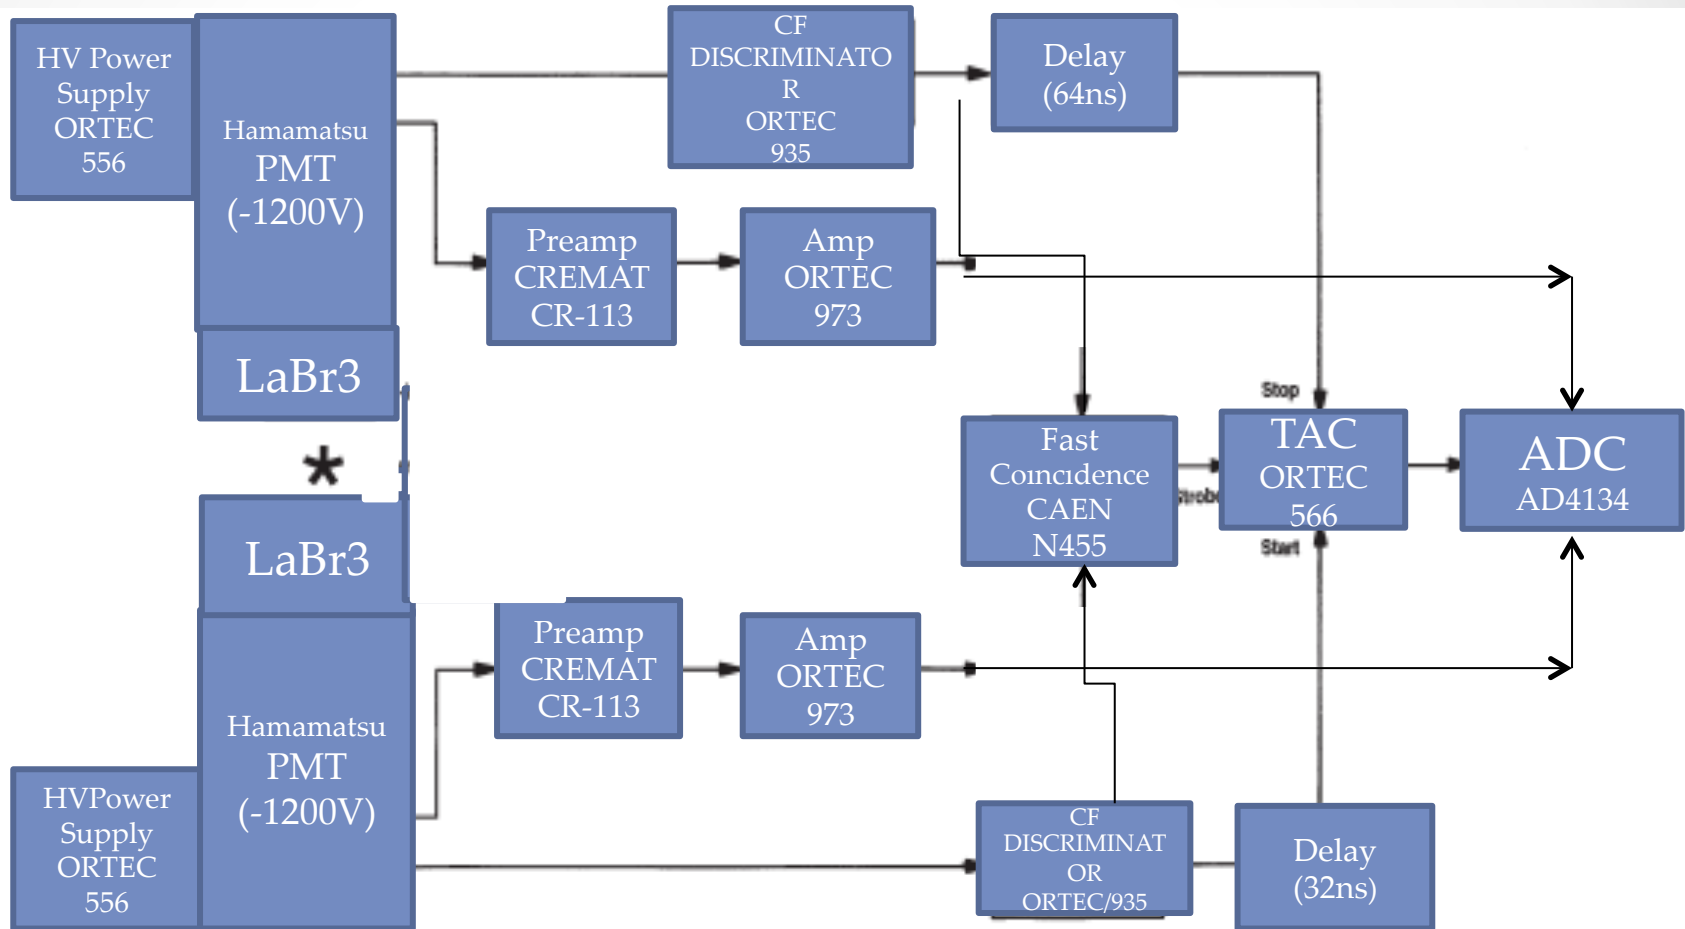 HV Power
Supply
ORTEC
556
Hamamatsu
PMT
(-1200V)
CF
DISCRIMINATO
R
ORTEC
935
Delay
(64ns)
Preamp
CREMAT
CR-113
Amp
ORTEC
973
LaBr3
*
Stop
Fast
Coincidence
CAEN
N455
Strobe
TAC
ORTEC
566
ADC
AD4134
Start
LaBr3
Preamp
CREMAT
CR-113
Amp
ORTEC
973
Hamamatsu
PMT
(-1200V)
HVPower
Supply
ORTEC
556
CF
DISCRIMINAT
OR
ORTEC/935
Delay
(32ns)